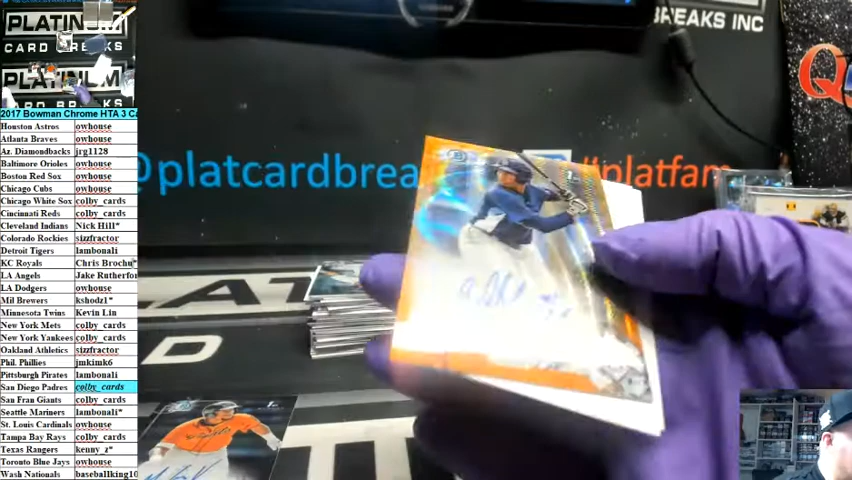 PLATINUM
CARD BREAKS
PLATINUM
CARD BREAKS
BREAKS INC
@platcardbrea
#platfam
2017 Bowman Chrome HTA 3 Ca
Houston Astros owhouse
Atlanta Braves owhouse
Az. Diamondbacks jrg1128
Baltimore Orioles owhouse
Boston Red Sox owhouse
Chicago Cubs owhouse
Chicago White Sox colby_cards
Cincinnati Reds colby_cards
Cleveland Indians Nick Hill*
Colorado Rockies sizzfractor
Detroit Tigers lambonali
KC Royals Chris Brochu*
LA Angels Jake Rutherfor
LA Dodgers owhouse
Mil Brewers kshodz1*
Minnesota Twins Kevin Lin
New York Mets colby_cards
New York Yankees colby_cards
Oakland Athletics sizzfractor
Phil. Phillies jmkimk6
Pittsburgh Pirates lambonali
San Diego Padres colby_cards
San Fran Giants colby_cards
Seattle Mariners lambonali*
St. Louis Cardinals owhouse
Tampa Bay Rays colby_cards
Texas Rangers kenny_z*
Toronto Blue Jays owhouse
Wash Nationals baseballking10